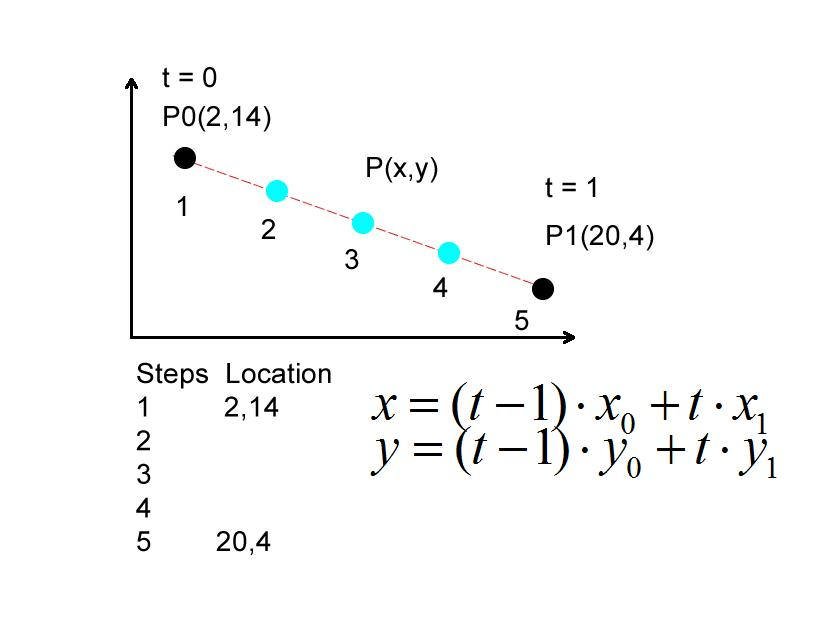 t = 0
P0(2,14)
P(x,y)
t = 1
P1(20,4)
1
2
3
4
5
Steps Location
1 2,14
2
3
4
5 20,4
x = (t − 1) · x₀ + t · x₁
y = (t − 1) · y₀ + t · y₁